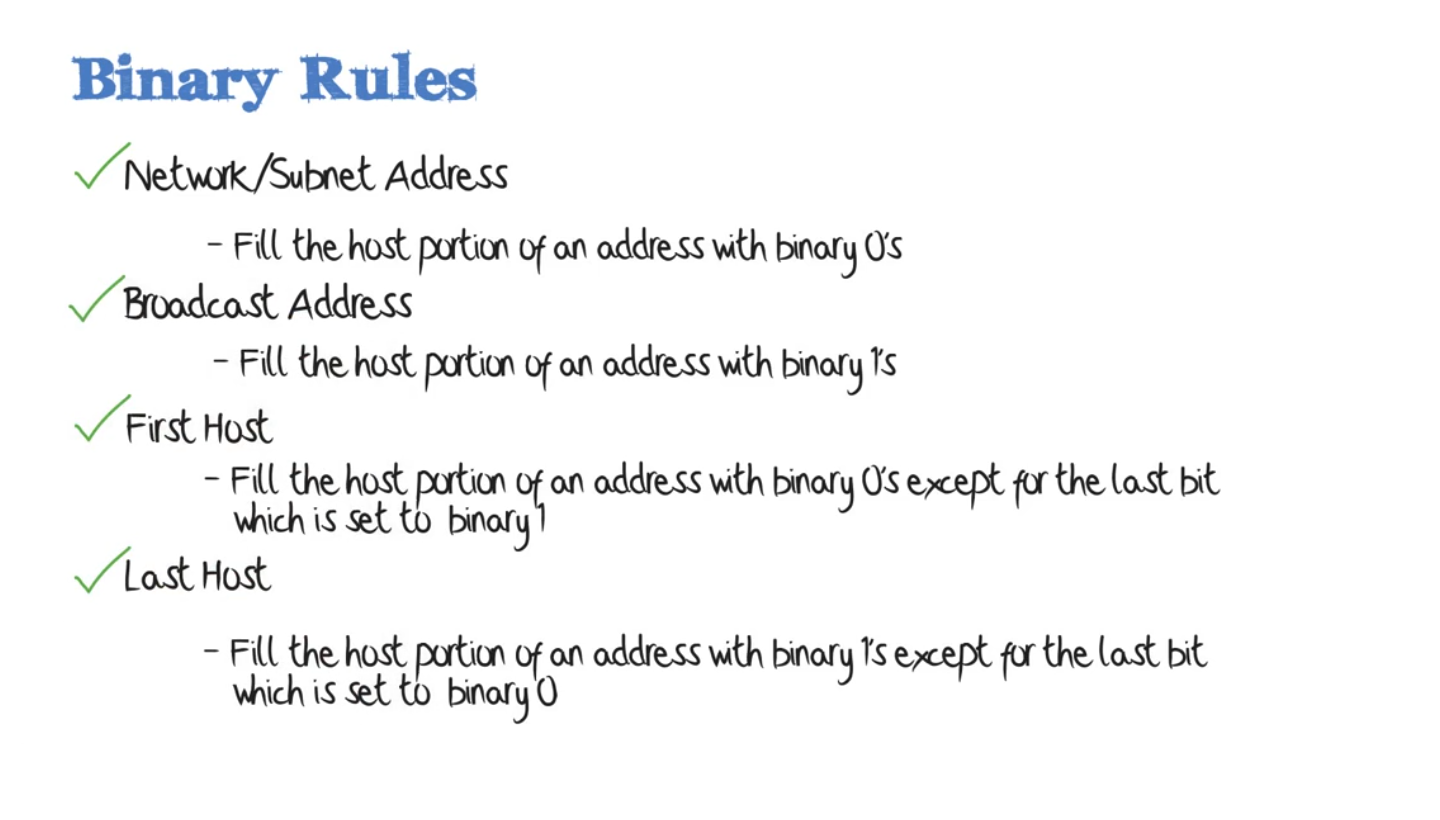 Binary Rules
Network/Subnet Address
- Fill the host portion of an address with binary 0's
Broadcast Address
- Fill the host portion of an address with binary 1's
First Host
- Fill the host portion of an address with binary 0's except for the last bit
which is set to binary 1
Last Host
- Fill the host portion of an address with binary 1's except for the last bit
which is set to binary 0